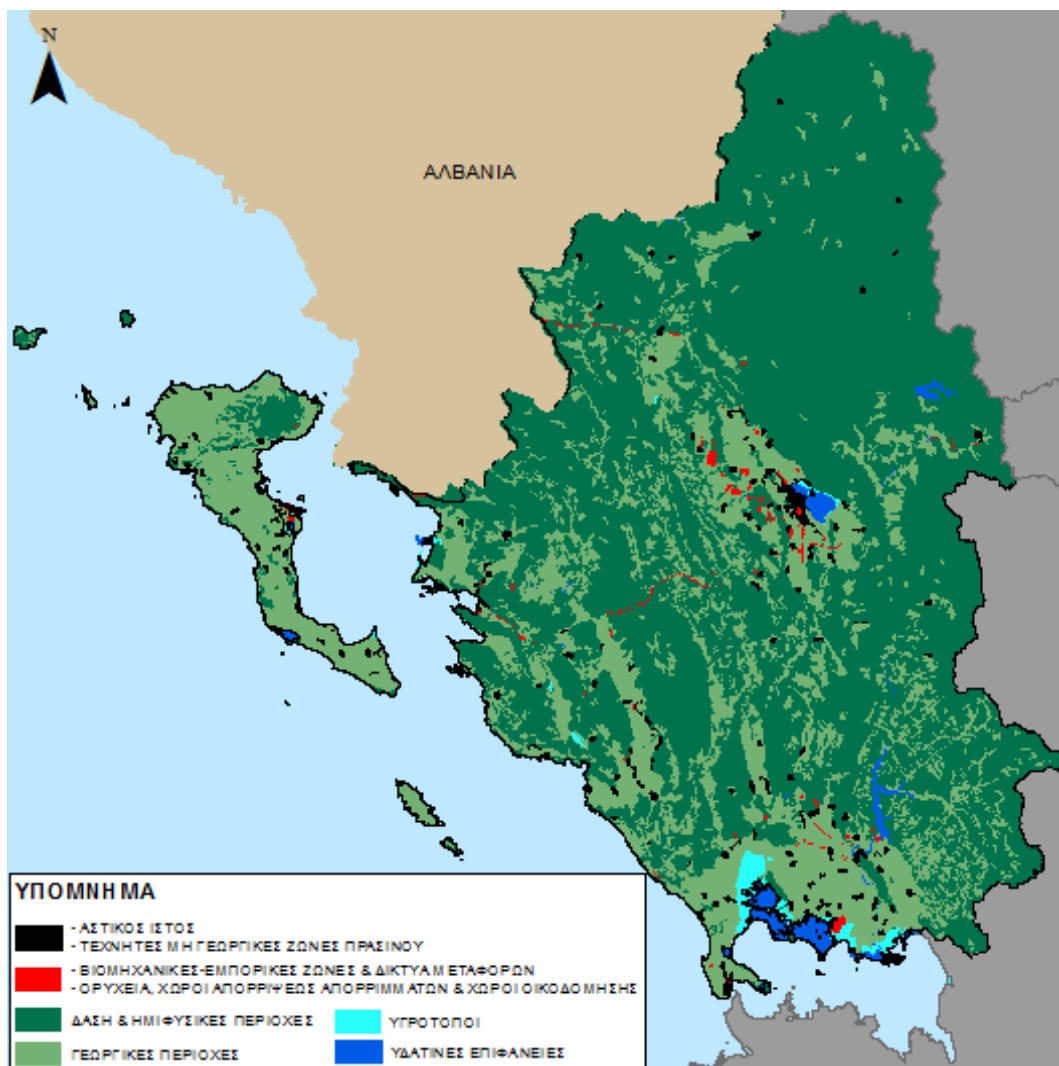 N
ΑΛΒΑΝΙΑ
ΥΠΟΜΝΗΜΑ
- ΑΣΤΙΚΟΣ ΙΣΤΟΣ
- ΤΕΧΝΗΤΕΣ ΜΗ ΓΕΩΡΓΙΚΕΣ ΖΩΝΕΣ ΠΡΑΣΙΝΟΥ
- ΒΙΟΜΗΧΑΝΙΚΕΣ-ΕΜΠΟΡΙΚΕΣ ΖΩΝΕΣ & ΔΙΚΤΥΑ ΜΕΤΑΦΟΡΩΝ
- ΟΡΥΧΕΙΑ, ΧΩΡΟΙ ΑΠΟΡΡΙΨΕΩΣ ΑΠΟΡΡΙΜΜΑΤΩΝ & ΧΩΡΟΙ ΟΙΚΟΔΟΜΗΣΗΣ
ΔΑΣΗ & ΗΜΙΦΥΣΙΚΕΣ ΠΕΡΙΟΧΕΣ
ΥΓΡΟΤΟΠΟΙ
ΓΕΩΡΓΙΚΕΣ ΠΕΡΙΟΧΕΣ
ΥΔΑΤΙΝΕΣ ΕΠΙΦΑΝΕΙΕΣ